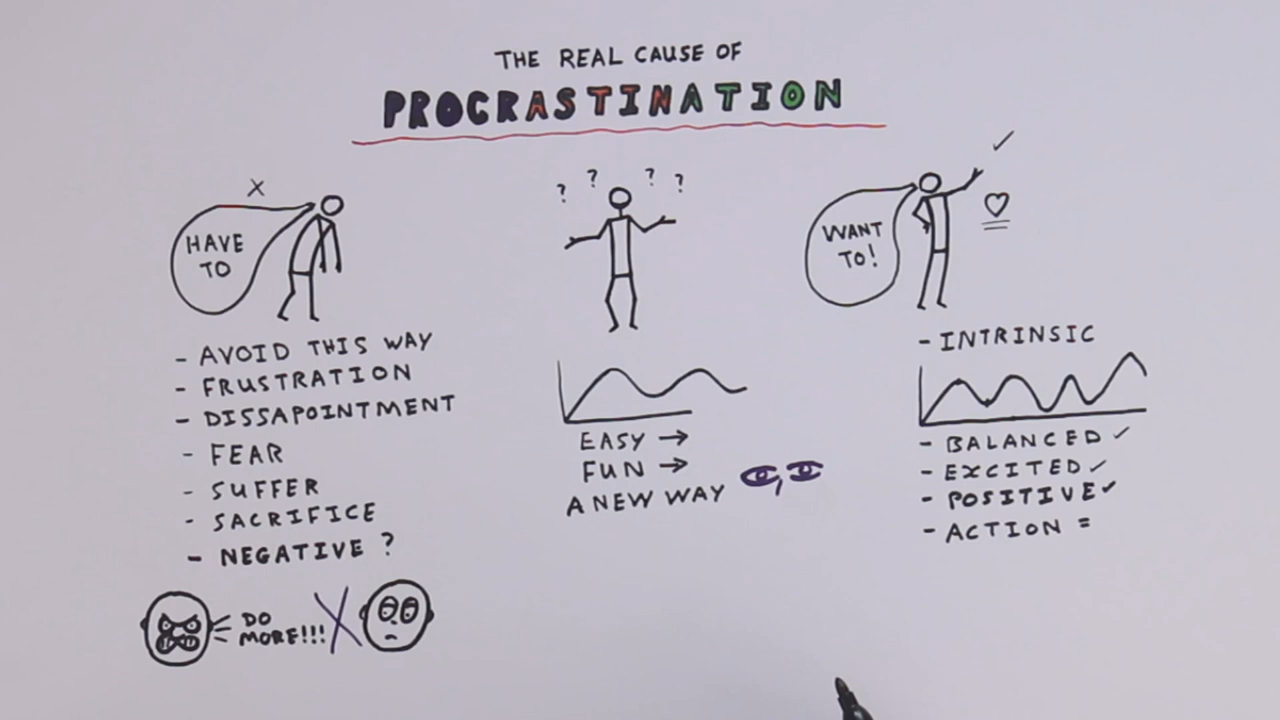 THE REAL CAUSE OF
PROCRASTINATION
X
HAVE
TO
- AVOID THIS WAY
- FRUSTRATION
- DISSAPOINTMENT
- FEAR
- SUFFER
- SACRIFICE
- NEGATIVE ?
DO
MORE!!!
? ? ? ?
EASY →
FUN →
A NEW WAY
✓
WANT
TO!
- INTRINSIC
- BALANCED ✓
- EXCITED ✓
- POSITIVE ✓
- ACTION =